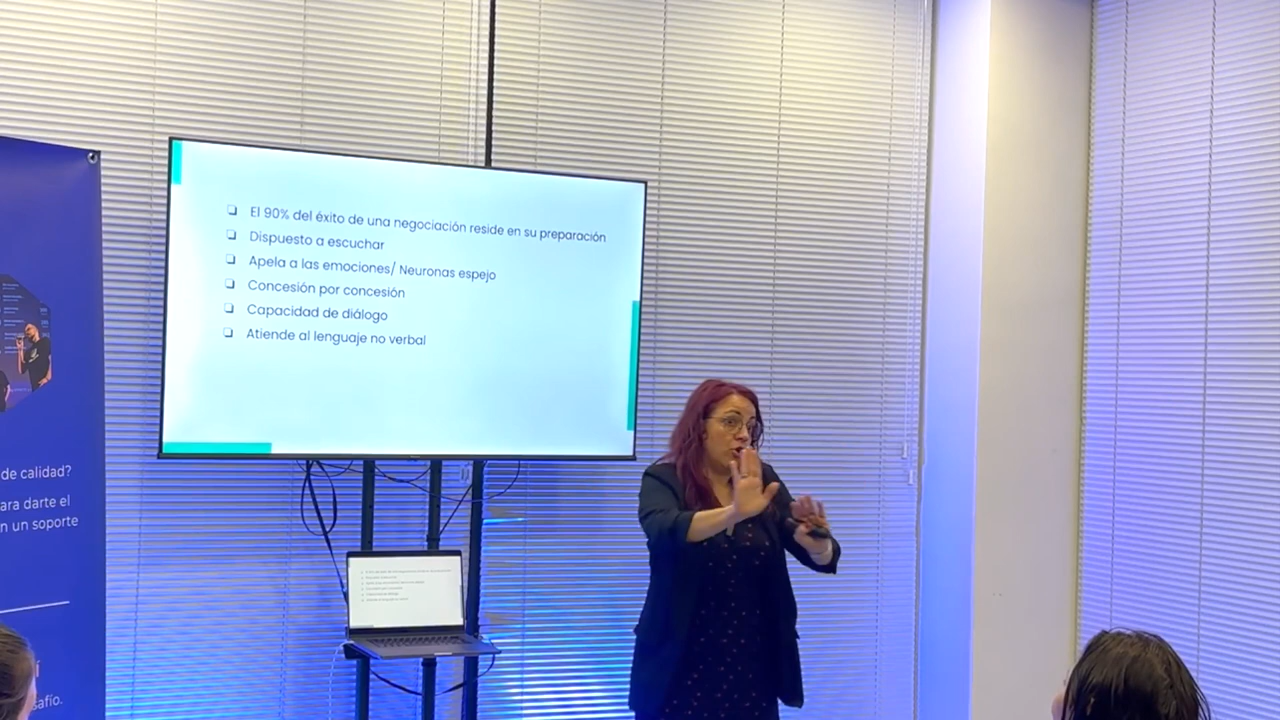 El 90% del éxito de una negociación reside en su preparación
Dispuesto a escuchar
Apela a las emociones/ Neuronas espejo
Concesión por concesión
Capacidad de diálogo
Atiende al lenguaje no verbal
de calidad?
ara darte el
n un soporte
safío.